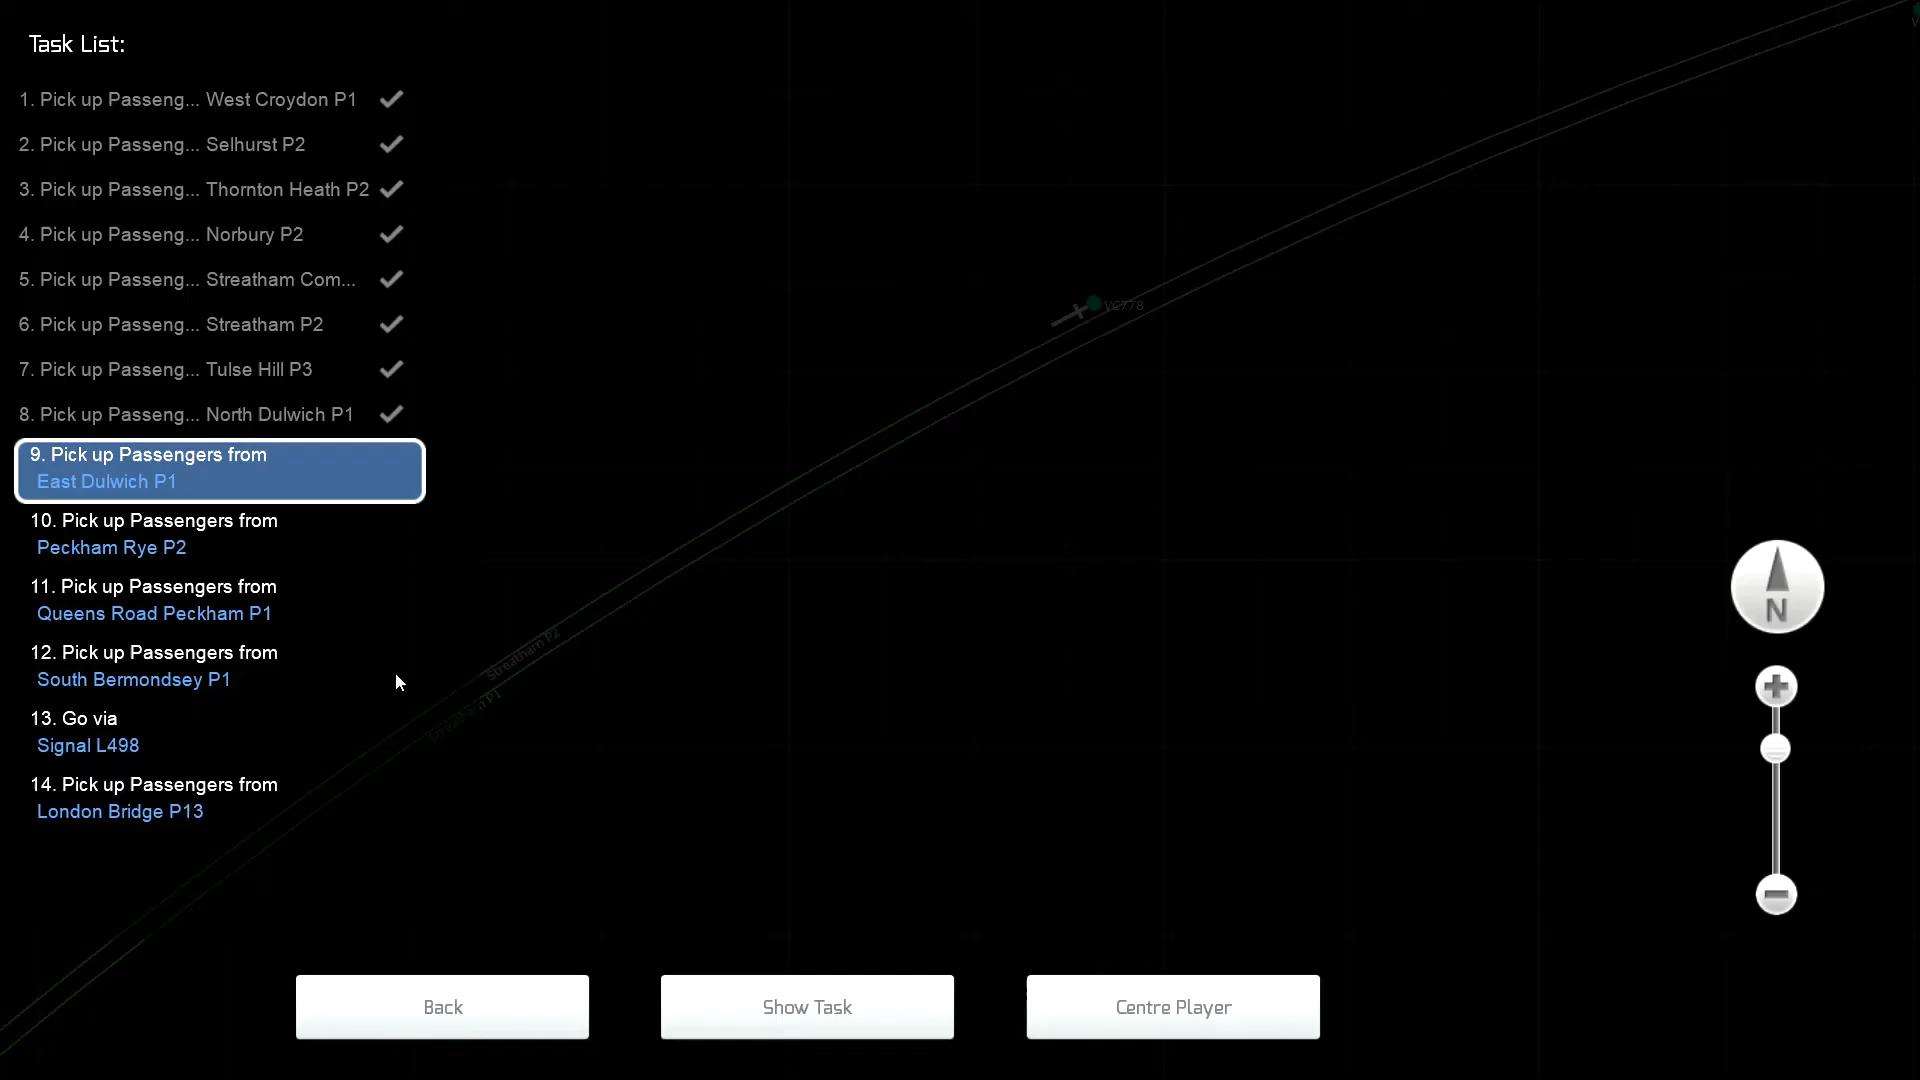 Task List:
1. Pick up Passeng... West Croydon P1
2. Pick up Passeng... Selhurst P2
3. Pick up Passeng... Thornton Heath P2
4. Pick up Passeng... Norbury P2
5. Pick up Passeng... Streatham Com...
6. Pick up Passeng... Streatham P2
7. Pick up Passeng... Tulse Hill P3
8. Pick up Passeng... North Dulwich P1
9. Pick up Passengers from
East Dulwich P1
10. Pick up Passengers from
Peckham Rye P2
11. Pick up Passengers from
Queens Road Peckham P1
12. Pick up Passengers from
South Bermondsey P1
13. Go via
Signal L498
14. Pick up Passengers from
London Bridge P13
VC778
Streatham P2
Streatham P1
N
Back
Show Task
Centre Player